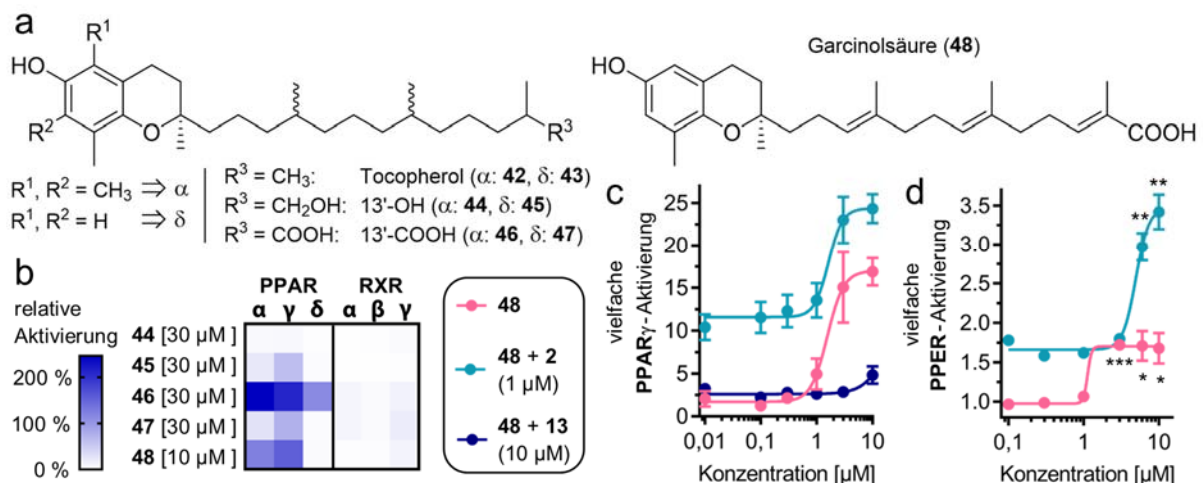 a
R¹
HO
R²
O
R³
R¹, R² = CH₃ ⇒ α
R¹, R² = H ⇒ δ
R³ = CH₃: Tocopherol (α: 42, δ: 43)
R³ = CH₂OH: 13'-OH (α: 44, δ: 45)
R³ = COOH: 13'-COOH (α: 46, δ: 47)
Garcinolsäure (48)
HO
O
COOH
b
relative
Aktivierung
200 %
100 %
0 %
PPAR RXR
α γ δ α β γ
44 [30 µM ]
45 [30 µM ]
46 [30 µM ]
47 [30 µM ]
48 [10 µM ]
48
48 + 2
(1 µM)
48 + 13
(10 µM)
c
vielfache
PPARγ-Aktivierung
25
20
15
10
5
0
0,01 0,1 1 10
Konzentration [µM]
d
PPER-Aktivierung
3.5
3.0
2.5
2.0
1.5
1.0
**
**
***
*
*
0,1 1 10
Konzentration [µM]